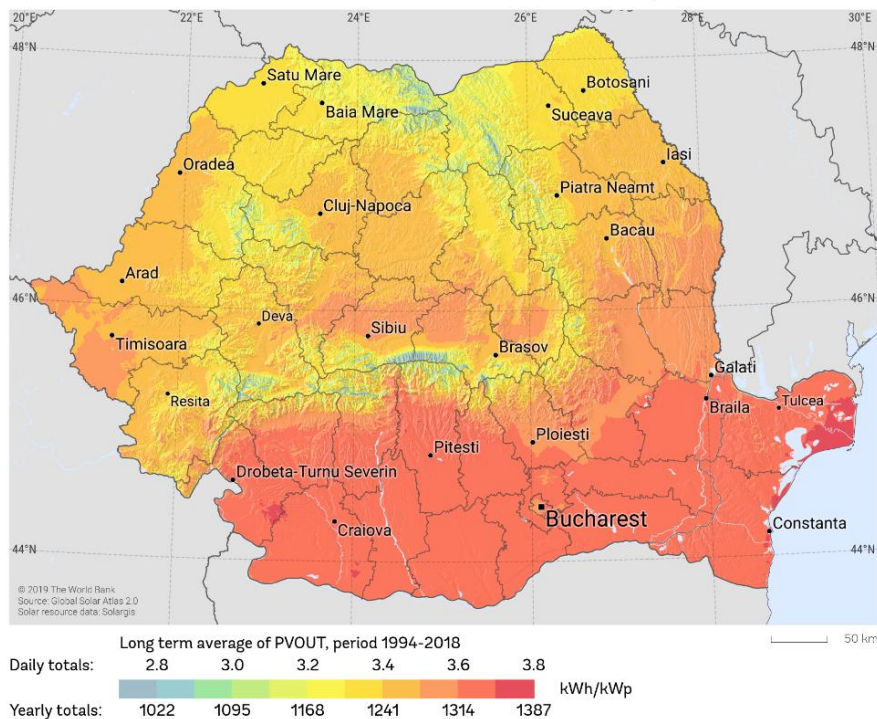 20°E 22°E 24°E 26°E 28°E 30°E
48°N 48°N
Satu Mare
Botosani
Baia Mare
Suceava
Iasi
Oradea
Piatra Neamt
Cluj-Napoca
Bacau
Arad
46°N 46°N
Deva
Sibiu
Timisoara
Brasov
Galati
Resita
Braila
Tulcea
Ploiesti
Pitesti
Drobeta-Turnu Severin
Bucharest
Craiova
Constanta
44°N 44°N
© 2019 The World Bank
Source: Global Solar Atlas 2.0
Solar resource data: Solargis
Long term average of PVOUT, period 1994-2018
50 km
Daily totals: 2.8 3.0 3.2 3.4 3.6 3.8
kWh/kWp
Yearly totals: 1022 1095 1168 1241 1314 1387